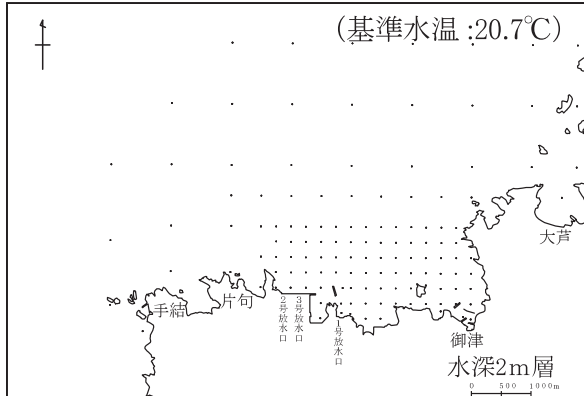 (基準水温:20.7℃)
大芦
手結
片句
2号放水口
3号放水口
1号放水口
御津
水深2m層
0 500 1000m